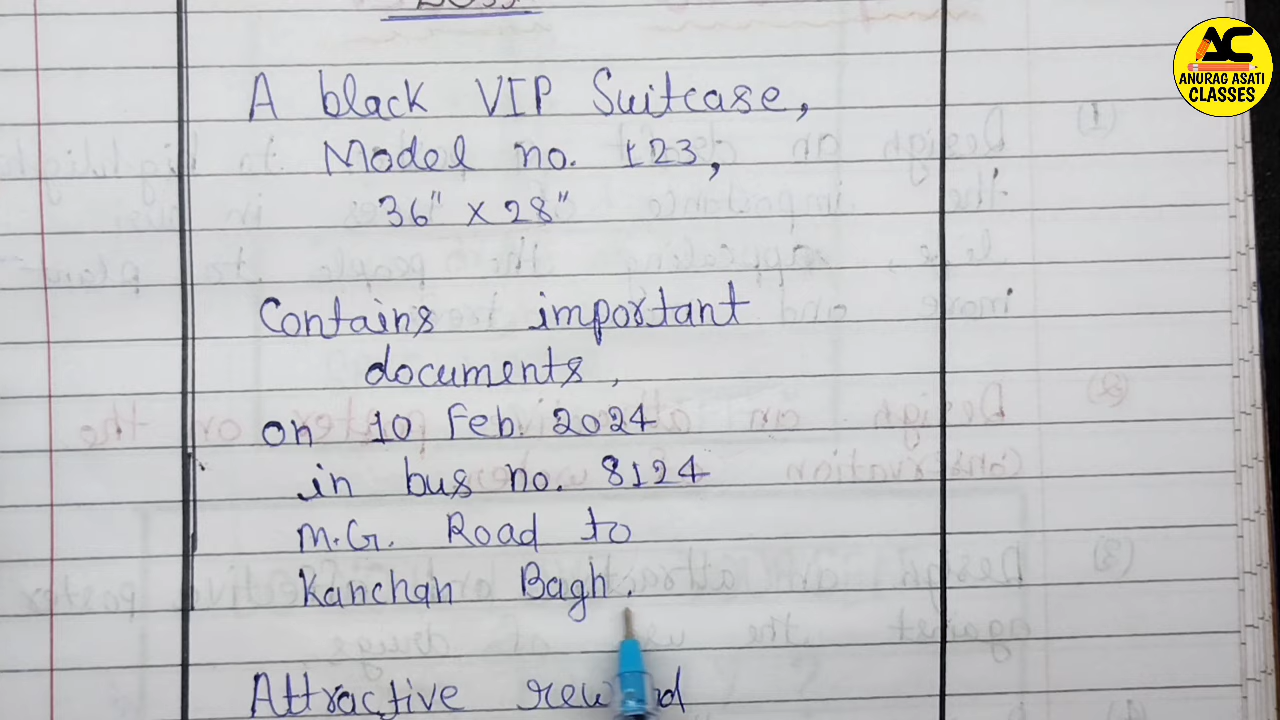 A black VIP Suitcase,
Model no. 123,
36" x 28"
Contains important
documents,
on 10 Feb. 2024
in bus no. 8124
M.G. Road to
Kanchan Bagh.
Attractive reward
AC
ANURAG ASATI
CLASSES